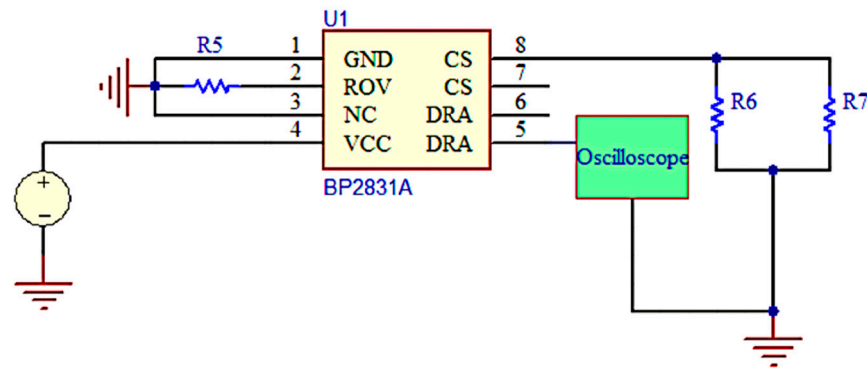 U1
R5
1 GND CS 8
2 ROV CS 7
3 NC DRA 6
4 VCC DRA 5
BP2831A
Oscilloscope
R6
R7
+
−